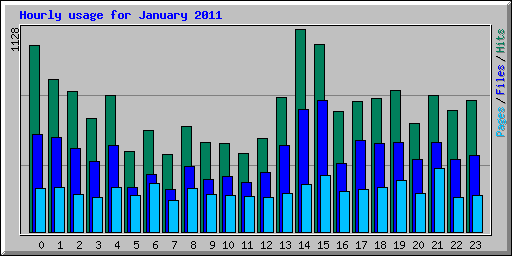 Hourly usage for January 2011
1128
Pages/Files/Hits
0 1 2 3 4 5 6 7 8 9 10 11 12 13 14 15 16 17 18 19 20 21 22 23